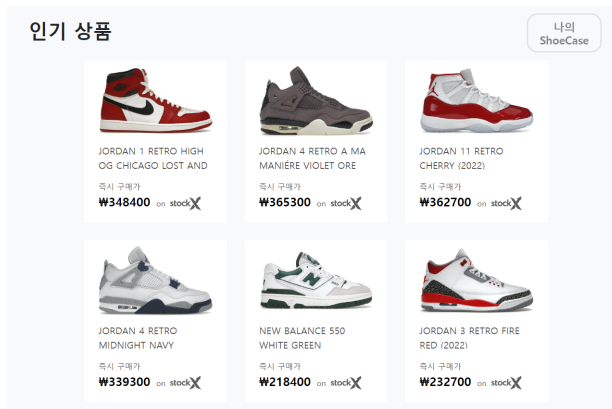 인기 상품
나의
ShoeCase
JORDAN 1 RETRO HIGH
OG CHICAGO LOST AND
즉시 구매가
₩348400 on stockX
JORDAN 4 RETRO A MA
MANIÉRE VIOLET ORE
즉시 구매가
₩365300 on stockX
JORDAN 11 RETRO
CHERRY (2022)
즉시 구매가
₩362700 on stockX
JORDAN 4 RETRO
MIDNIGHT NAVY
즉시 구매가
₩339300 on stockX
NEW BALANCE 550
WHITE GREEN
즉시 구매가
₩218400 on stockX
JORDAN 3 RETRO FIRE
RED (2022)
즉시 구매가
₩232700 on stockX